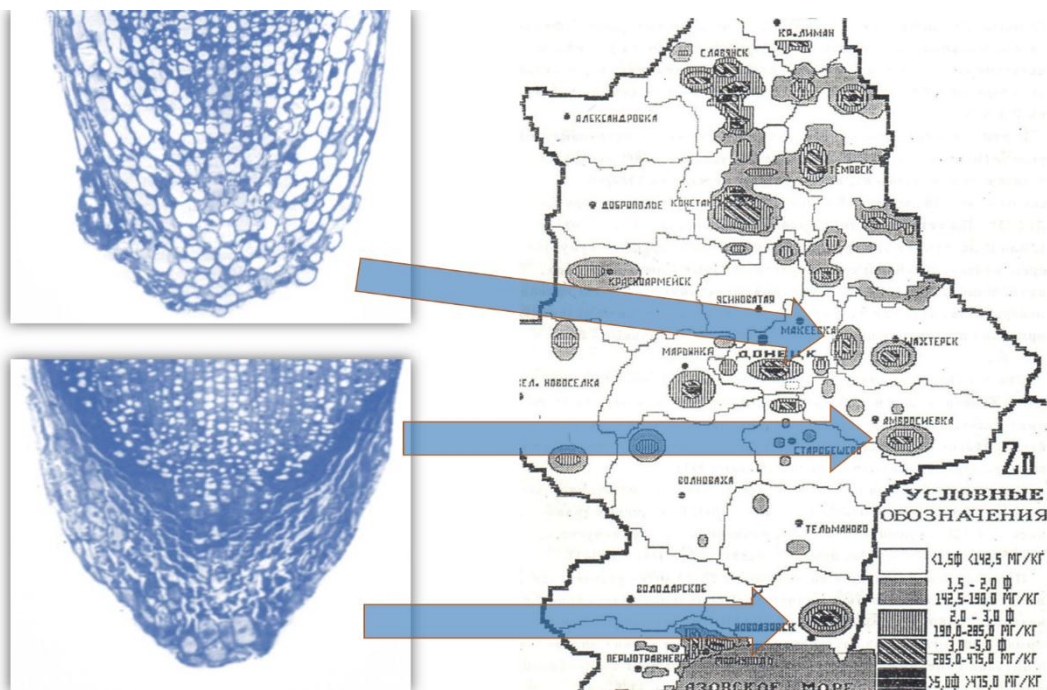 КР.ЛИМАН
СЛАВЯНСК
АЛЕКСАНДРОВКА
ТЕМОВСК
ДОБРОПОЛЬЕ
КОНСТАНТ
КРАСНОАРМЕЙСК
ЯСИНОВАТАЯ
МАКЕЕВКА
ШАХТЕРСК
МАРЬИНКА
ДОНЕЦК
ЕЛ. НОВОСЕЛКА
АМВРОСИЕВКА
СТАРОБЕШЕВО
Zn
ВОЛНОВАХА
УСЛОВНЫЕ
ОБОЗНАЧЕНИЯ
ТЕЛЬМАНОВО
<1,5Ф <142,5 МГ/КГ
1,5 - 2,0 Ф
142,5-190,0 МГ/КГ
ВОЛОДАРСКОЕ
2,0 - 3,0 Ф
190,0-285,0 МГ/КГ
НОВОАЗОВСК
3,0 -5,0 Ф
285,0-475,0 МГ/КГ
ПЕРШОТРАВНЕВ
МАРИУПОЛЬ
>5,0Ф >475,0 МГ/КГ
АЗОВСКОЕ МОРЕ